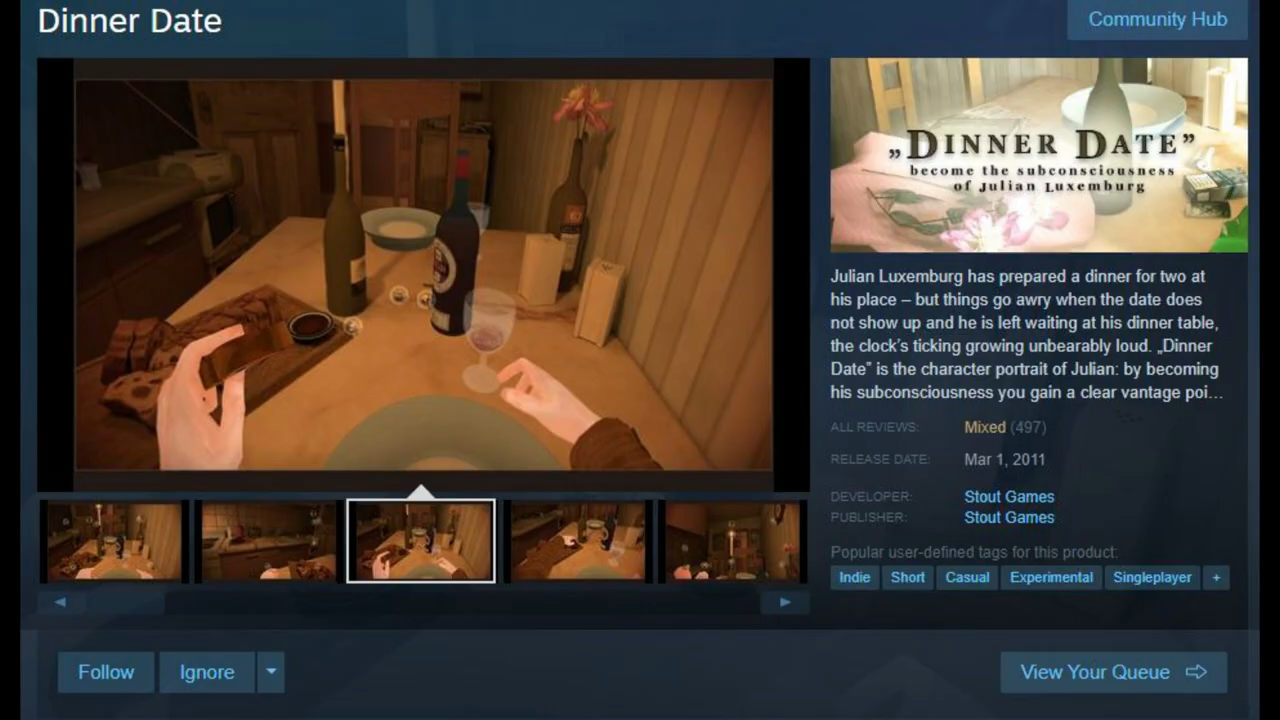 Dinner Date
Community Hub
„DINNER DATE”
become the subconsciousness
of Julian Luxemburg
Julian Luxemburg has prepared a dinner for two at
his place – but things go awry when the date does
not show up and he is left waiting at his dinner table,
the clock's ticking growing unbearably loud. „Dinner
Date" is the character portrait of Julian: by becoming
his subconsciousness you gain a clear vantage poi...
ALL REVIEWS: Mixed (497)
RELEASE DATE: Mar 1, 2011
DEVELOPER: Stout Games
PUBLISHER: Stout Games
Popular user-defined tags for this product:
Indie Short Casual Experimental Singleplayer +
Follow Ignore View Your Queue